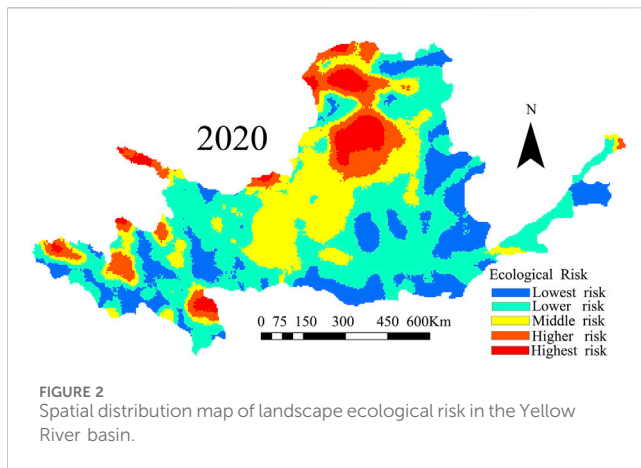 2020
N
Ecological Risk
Lowest risk
Lower risk
Middle risk
Higher risk
Highest risk
0 75 150 300 450 600Km
FIGURE 2
Spatial distribution map of landscape ecological risk in the Yellow
River basin.